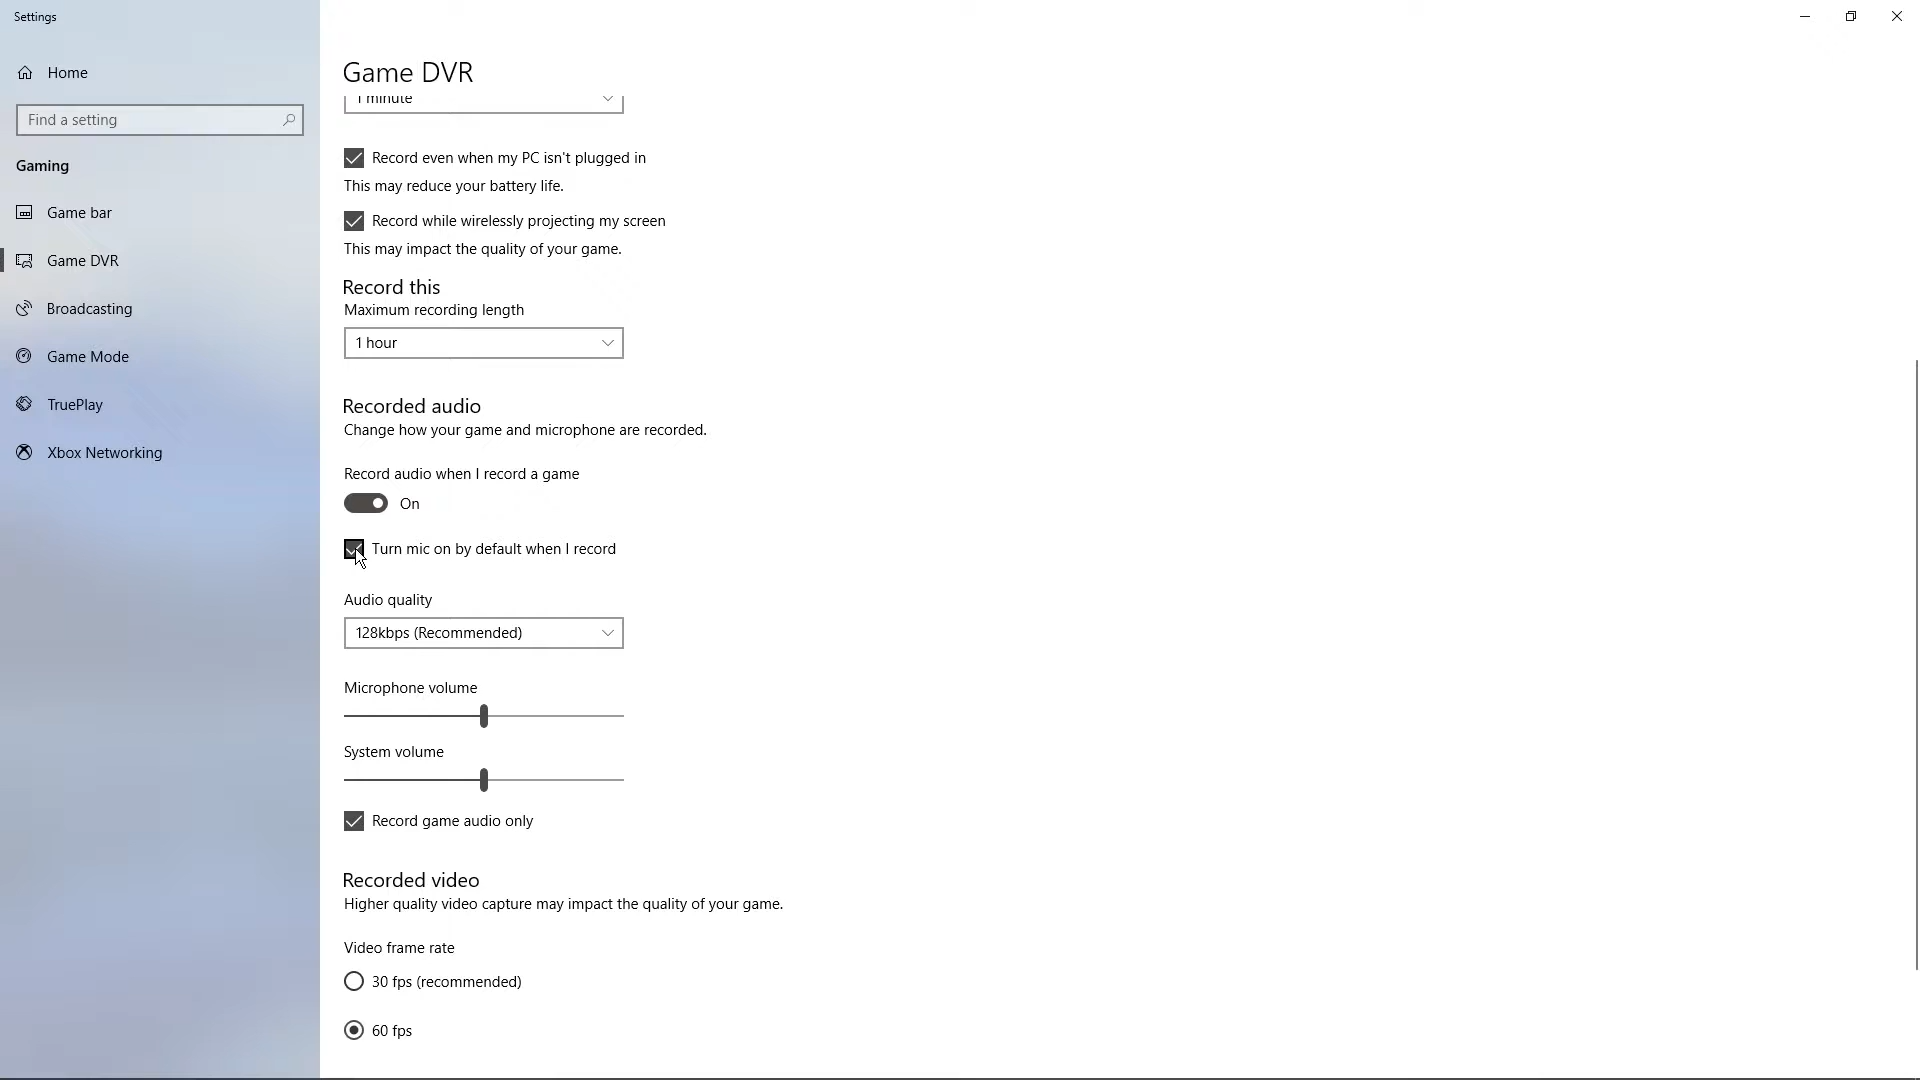 Settings
Home
Find a setting
Gaming
Game bar
Game DVR
Broadcasting
Game Mode
TruePlay
Xbox Networking
Game DVR
1 minute
Record even when my PC isn't plugged in
This may reduce your battery life.
Record while wirelessly projecting my screen
This may impact the quality of your game.
Record this
Maximum recording length
1 hour
Recorded audio
Change how your game and microphone are recorded.
Record audio when I record a game
On
Turn mic on by default when I record
Audio quality
128kbps (Recommended)
Microphone volume
System volume
Record game audio only
Recorded video
Higher quality video capture may impact the quality of your game.
Video frame rate
30 fps (recommended)
60 fps